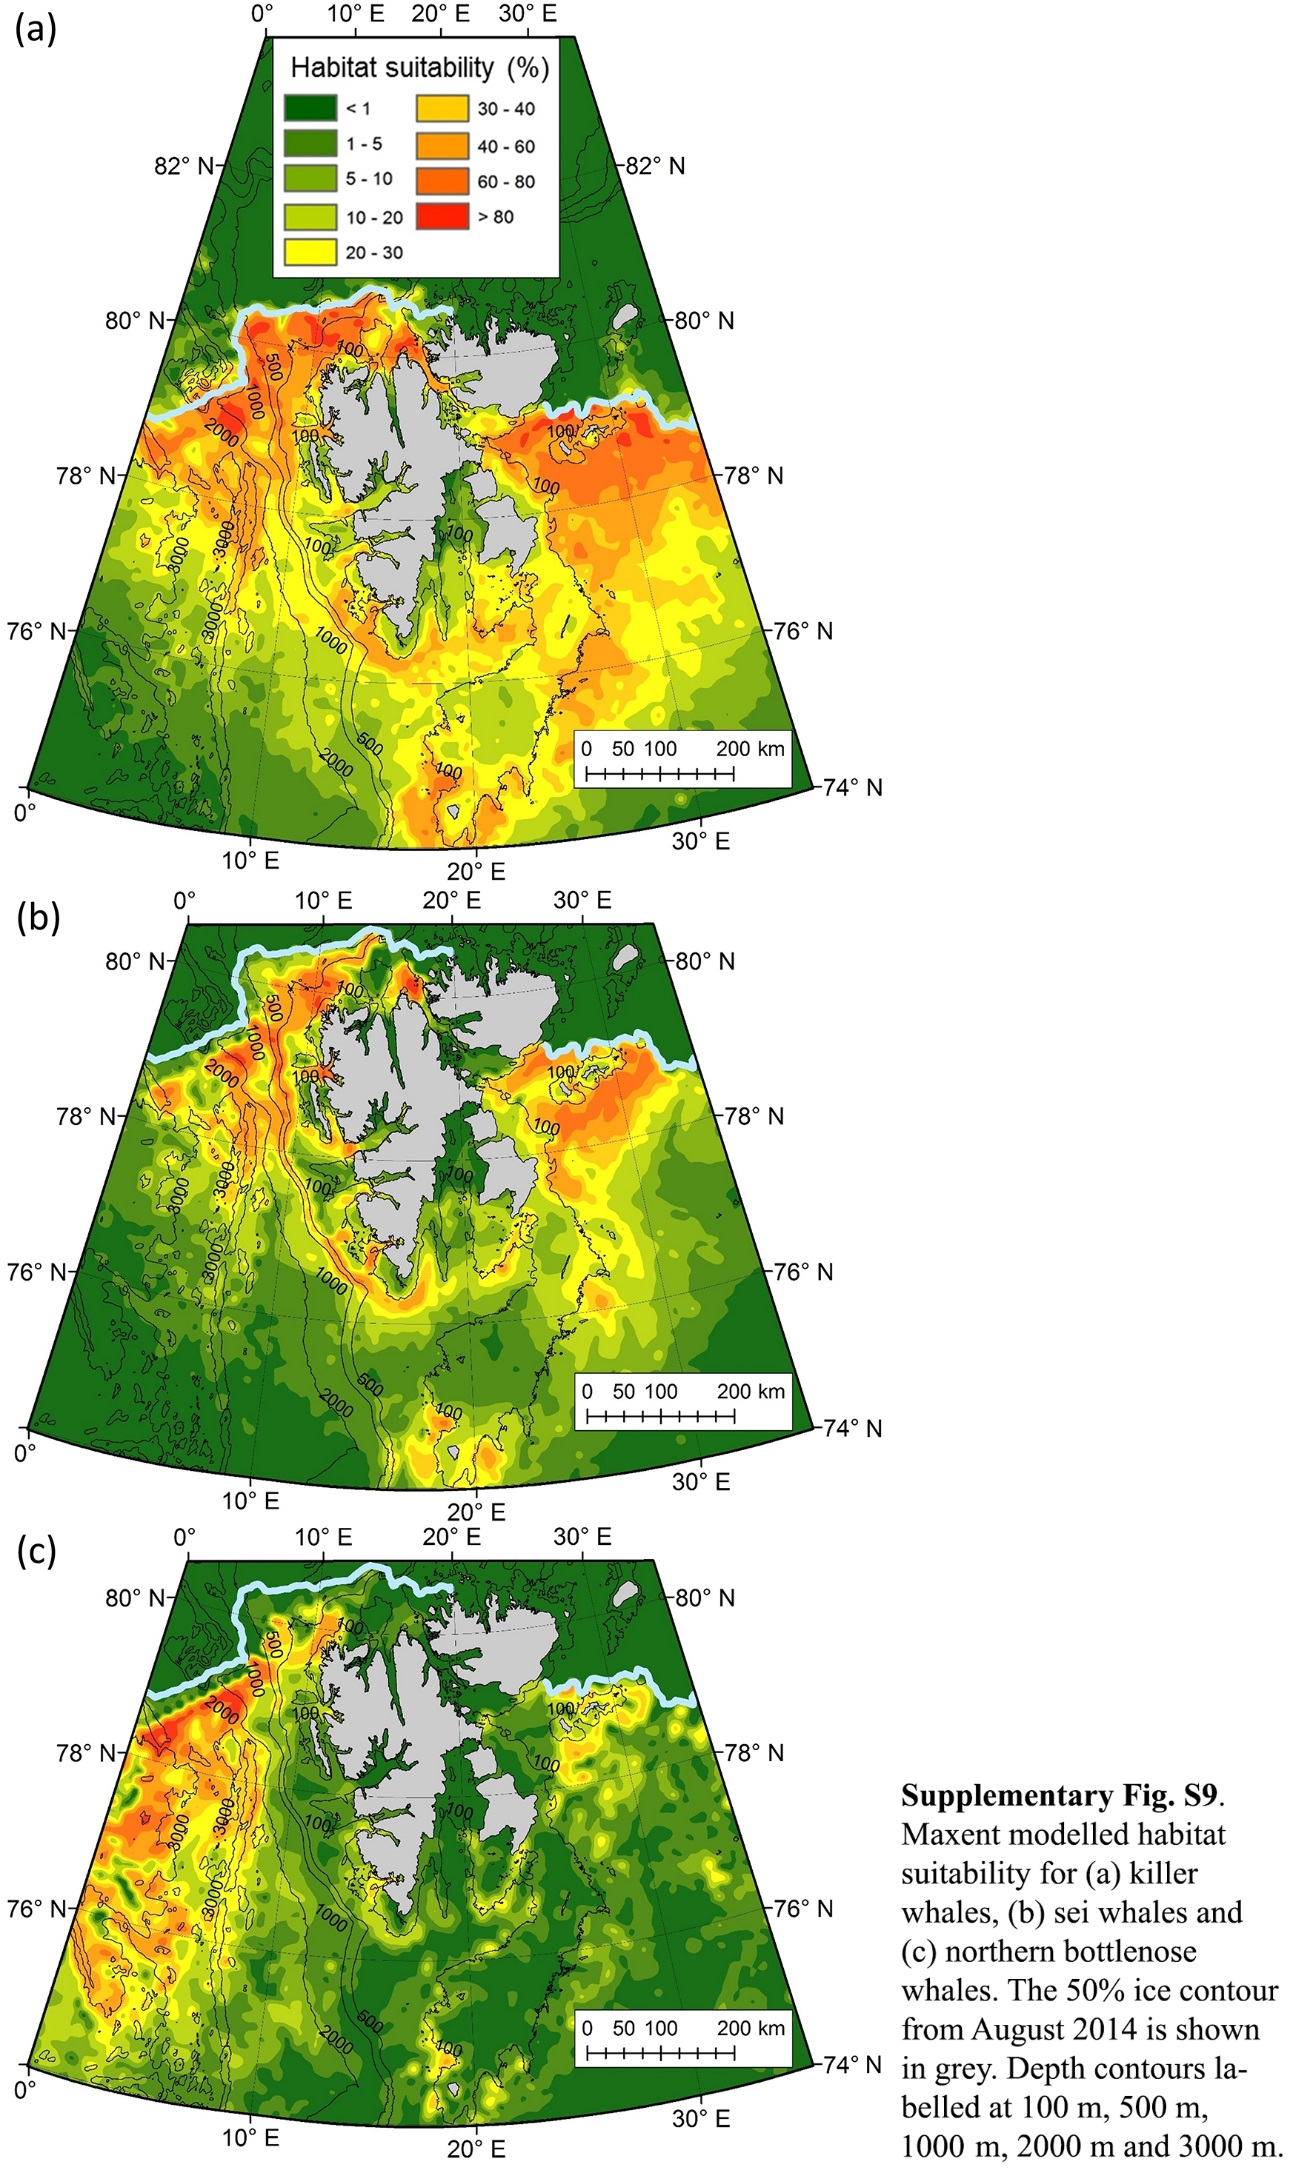 (a)
0° 10° E 20° E 30° E
Habitat suitability (%)
< 1 30 - 40
1 - 5 40 - 60
5 - 10 60 - 80
10 - 20 > 80
20 - 30
82° N 82° N
80° N 80° N
100
500
1000
2000
100
100
78° N 78° N
100
3000
3000
100
100
3000
76° N 76° N
1000
500
2000
100
0 50 100 200 km
74° N
0°
10° E 20° E 30° E
(b)
0° 10° E 20° E 30° E
80° N 80° N
100
500
1000
2000
100
100
78° N 78° N
100
3000
3000
100
100
3000
76° N 76° N
1000
500
2000
100
0 50 100 200 km
74° N
0°
10° E 20° E 30° E
(c)
0° 10° E 20° E 30° E
80° N 80° N
100
500
1000
2000
100
100
78° N 78° N
100
3000
3000
100
100
3000
76° N 76° N
1000
500
2000
100
0 50 100 200 km
74° N
0°
10° E 20° E 30° E
Supplementary Fig. S9.
Maxent modelled habitat
suitability for (a) killer
whales, (b) sei whales and
(c) northern bottlenose
whales. The 50% ice contour
from August 2014 is shown
in grey. Depth contours la-
belled at 100 m, 500 m,
1000 m, 2000 m and 3000 m.